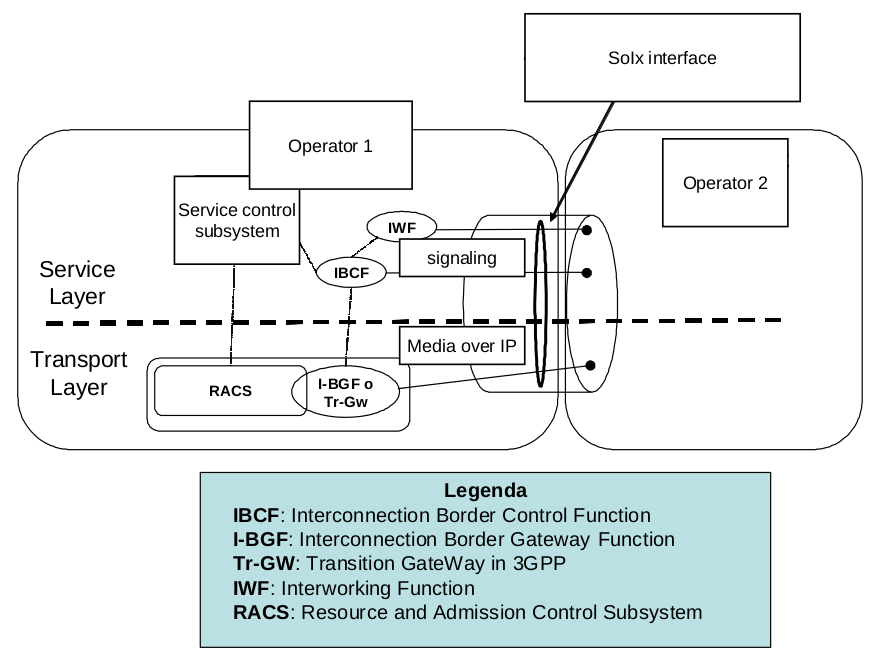 SoIx interface
Operator 1
Operator 2
Service control
subsystem
IWF
signaling
IBCF
Service
Layer
Media over IP
Transport
Layer
RACS
I-BGF o
Tr-Gw
Legenda
IBCF: Interconnection Border Control Function
I-BGF: Interconnection Border Gateway Function
Tr-GW: Transition GateWay in 3GPP
IWF: Interworking Function
RACS: Resource and Admission Control Subsystem